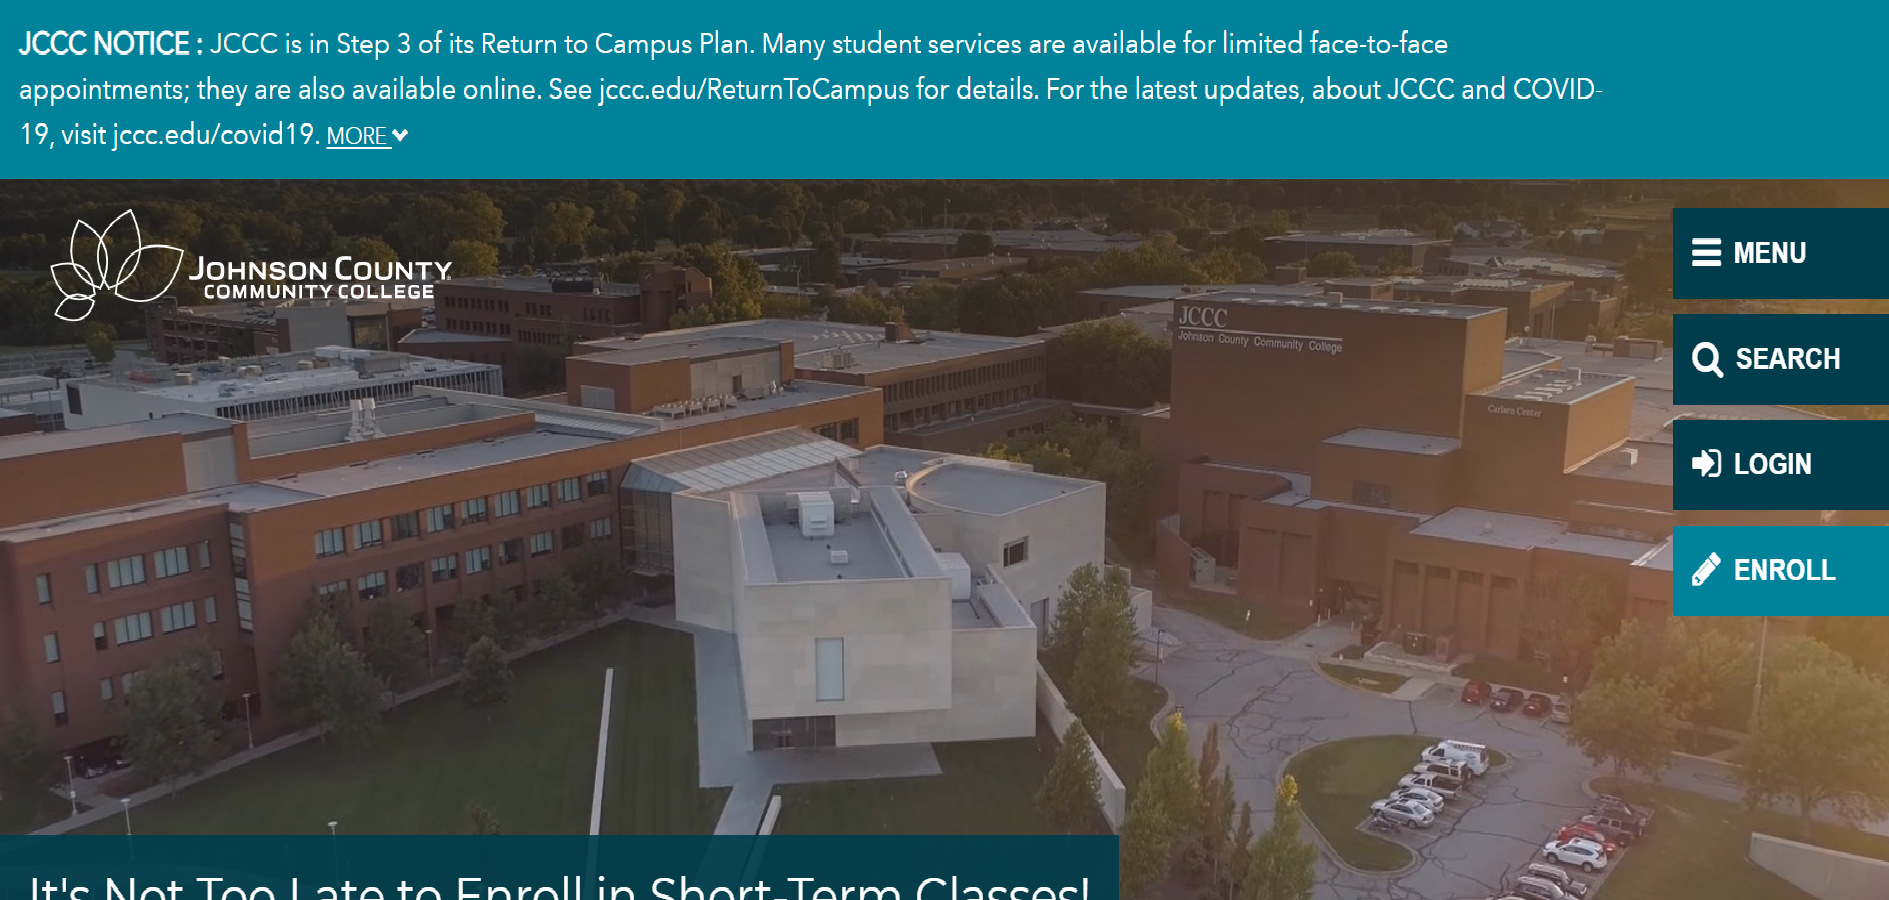 JCCC NOTICE : JCCC is in Step 3 of its Return to Campus Plan. Many student services are available for limited face-to-face
appointments; they are also available online. See jccc.edu/ReturnToCampus for details. For the latest updates, about JCCC and COVID-
19, visit jccc.edu/covid19. MORE
JOHNSON COUNTY
COMMUNITY COLLEGE
MENU
JCCC
Johnson County Community College
SEARCH
Carlsen Center
LOGIN
ENROLL
It's Not Too Late to Enroll in Short-Term Classes!